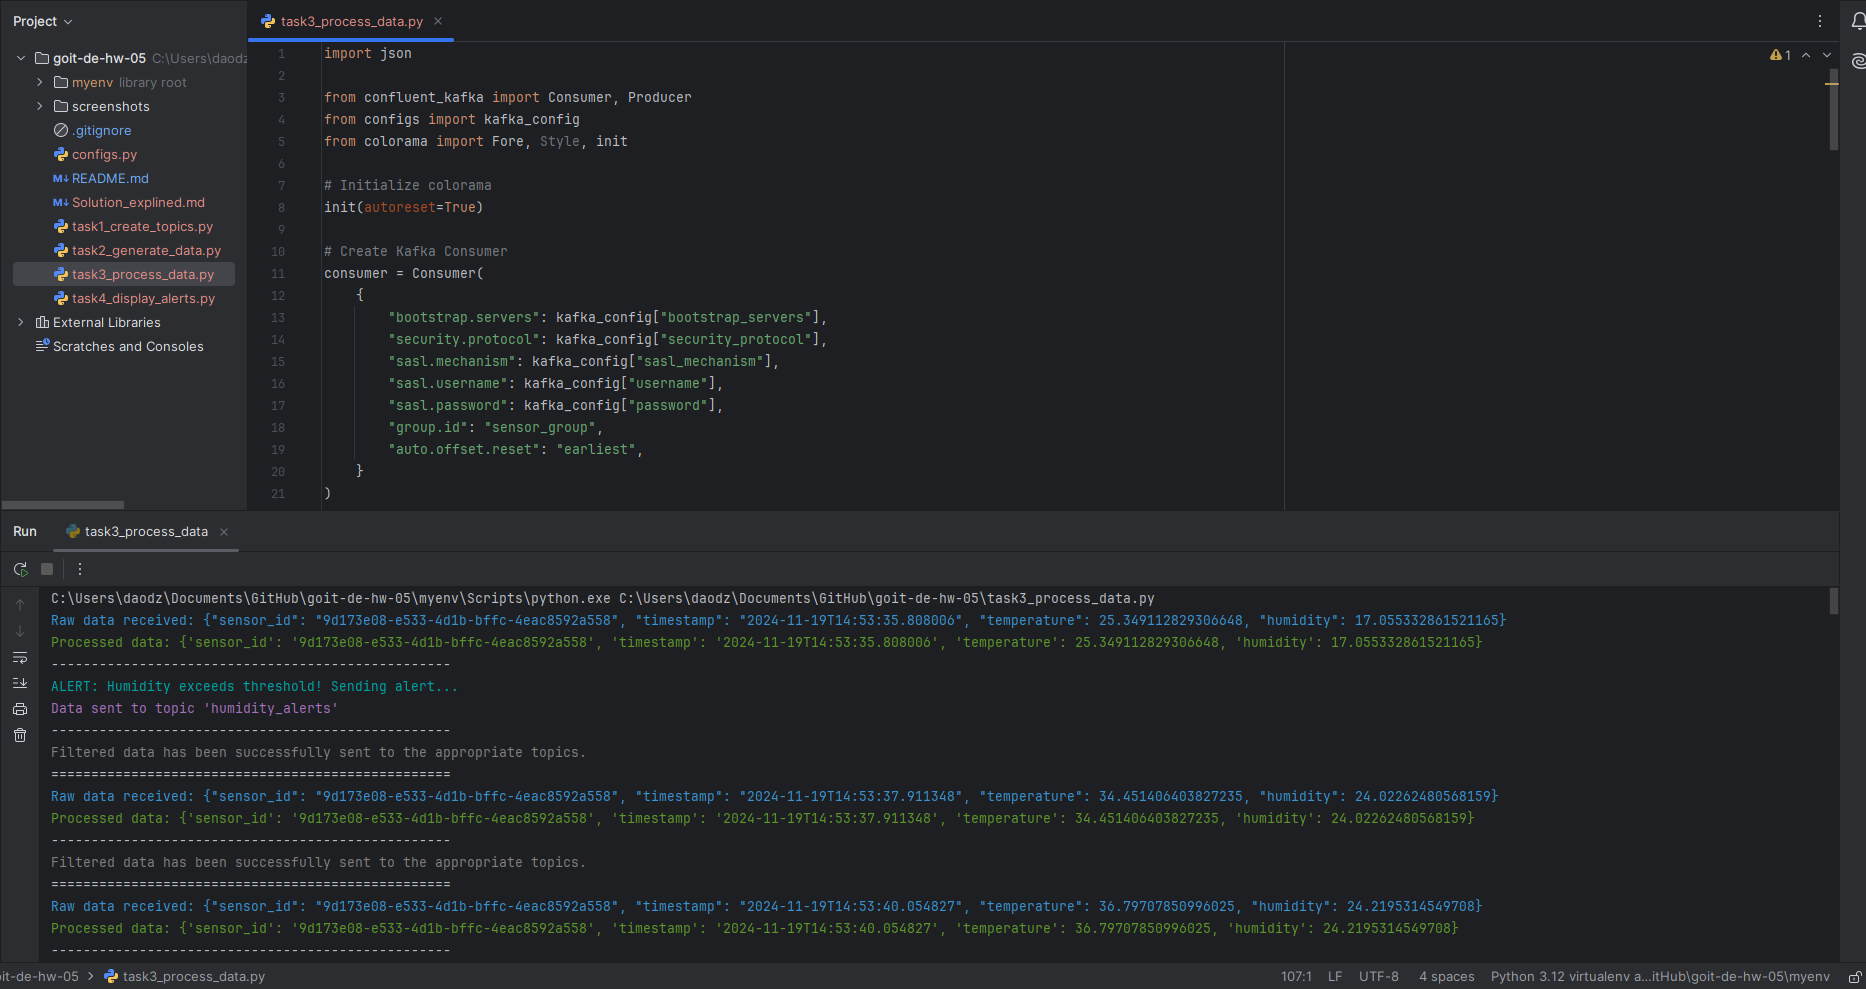 Project
goit-de-hw-05 C:\Users\daodz
myenv library root
screenshots
.gitignore
configs.py
README.md
Solution_explined.md
task1_create_topics.py
task2_generate_data.py
task3_process_data.py
task4_display_alerts.py
External Libraries
Scratches and Consoles
task3_process_data.py
1
1 import json
2
3 from confluent_kafka import Consumer, Producer
4 from configs import kafka_config
5 from colorama import Fore, Style, init
6
7 # Initialize colorama
8 init(autoreset=True)
9
10 # Create Kafka Consumer
11 consumer = Consumer(
12 {
13 "bootstrap.servers": kafka_config["bootstrap_servers"],
14 "security.protocol": kafka_config["security_protocol"],
15 "sasl.mechanism": kafka_config["sasl_mechanism"],
16 "sasl.username": kafka_config["username"],
17 "sasl.password": kafka_config["password"],
18 "group.id": "sensor_group",
19 "auto.offset.reset": "earliest",
20 }
21 )
Run task3_process_data
C:\Users\daodz\Documents\GitHub\goit-de-hw-05\myenv\Scripts\python.exe C:\Users\daodz\Documents\GitHub\goit-de-hw-05\task3_process_data.py
Raw data received: {"sensor_id": "9d173e08-e533-4d1b-bffc-4eac8592a558", "timestamp": "2024-11-19T14:53:35.808006", "temperature": 25.349112829306648, "humidity": 17.055332861521165}
Processed data: {'sensor_id': '9d173e08-e533-4d1b-bffc-4eac8592a558', 'timestamp': '2024-11-19T14:53:35.808006', 'temperature': 25.349112829306648, 'humidity': 17.055332861521165}
--------------------------------------------------
ALERT: Humidity exceeds threshold! Sending alert...
Data sent to topic 'humidity_alerts'
--------------------------------------------------
Filtered data has been successfully sent to the appropriate topics.
==================================================
Raw data received: {"sensor_id": "9d173e08-e533-4d1b-bffc-4eac8592a558", "timestamp": "2024-11-19T14:53:37.911348", "temperature": 34.451406403827235, "humidity": 24.02262480568159}
Processed data: {'sensor_id': '9d173e08-e533-4d1b-bffc-4eac8592a558', 'timestamp': '2024-11-19T14:53:37.911348', 'temperature': 34.451406403827235, 'humidity': 24.02262480568159}
--------------------------------------------------
Filtered data has been successfully sent to the appropriate topics.
==================================================
Raw data received: {"sensor_id": "9d173e08-e533-4d1b-bffc-4eac8592a558", "timestamp": "2024-11-19T14:53:40.054827", "temperature": 36.79707850996025, "humidity": 24.2195314549708}
Processed data: {'sensor_id': '9d173e08-e533-4d1b-bffc-4eac8592a558', 'timestamp': '2024-11-19T14:53:40.054827', 'temperature': 36.79707850996025, 'humidity': 24.2195314549708}
--------------------------------------------------
oit-de-hw-05 > task3_process_data.py 107:1 LF UTF-8 4 spaces Python 3.12 virtualenv a...itHub\goit-de-hw-05\myenv